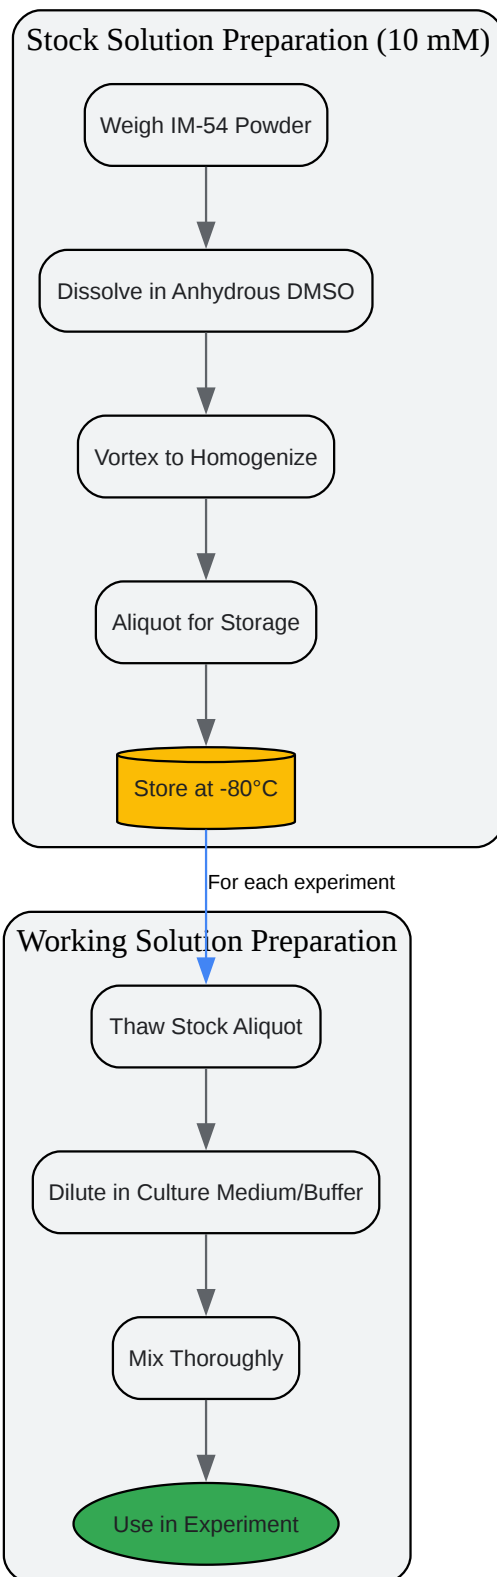 Stock Solution Preparation (10 mM)
Weigh IM-54 Powder
Dissolve in Anhydrous DMSO
Vortex to Homogenize
Aliquot for Storage
Store at -80°C
For each experiment
Working Solution Preparation
Thaw Stock Aliquot
Dilute in Culture Medium/Buffer
Mix Thoroughly
Use in Experiment